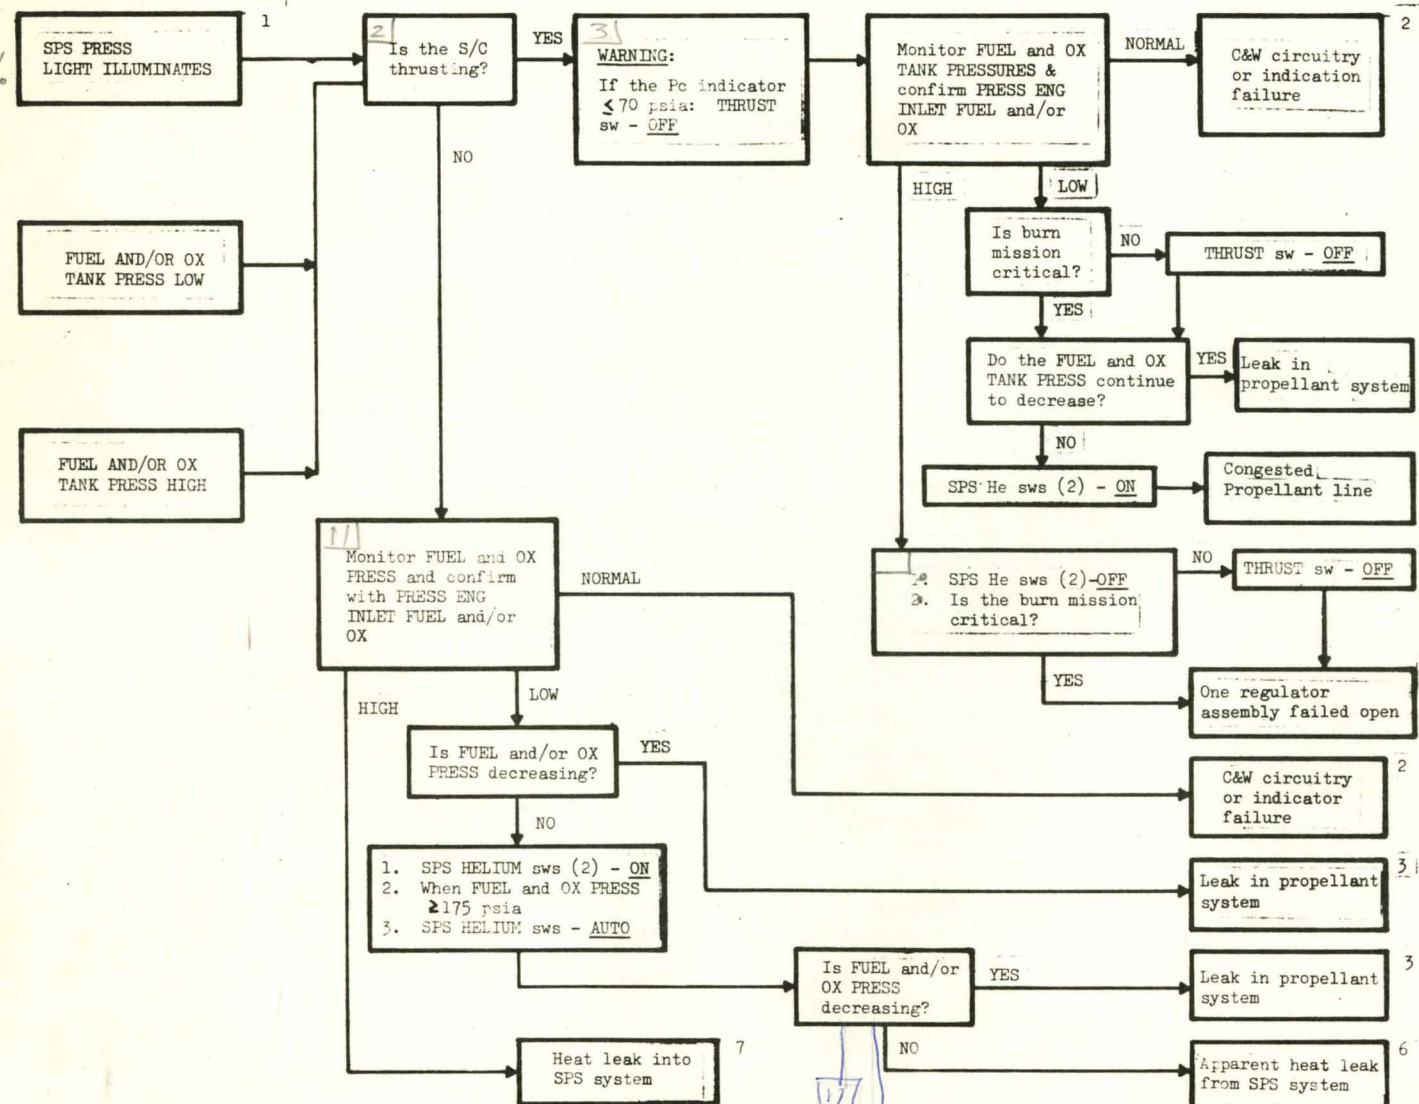 1
SPS PRESS
LIGHT ILLUMINATES
2
Is the S/C
thrusting?
YES
3
WARNING:
If the Pc indicator
≤70 psia: THRUST
sw - OFF
Monitor FUEL and OX
TANK PRESSURES &
confirm PRESS ENG
INLET FUEL and/or
OX
NORMAL
C&W circuitry
or indication
failure
2
NO
HIGH
LOW
FUEL AND/OR OX
TANK PRESS LOW
Is burn
mission
critical?
NO
THRUST sw - OFF
YES
Do the FUEL and OX
TANK PRESS continue
to decrease?
YES
Leak in
propellant system
FUEL AND/OR OX
TANK PRESS HIGH
NO
SPS He sws (2) - ON
Congested
Propellant line
11
Monitor FUEL and OX
PRESS and confirm
with PRESS ENG
INLET FUEL and/or
OX
NORMAL
SPS He sws (2)-OFF
2. Is the burn mission
critical?
NO
THRUST sw - OFF
YES
One regulator
assembly failed open
HIGH
LOW
Is FUEL and/or OX
PRESS decreasing?
YES
C&W circuitry
or indicator
failure
2
NO
1. SPS HELIUM sws (2) - ON
2. When FUEL and OX PRESS
≥175 psia
3. SPS HELIUM sws - AUTO
Leak in propellant
system
3
Is FUEL and/or
OX PRESS
decreasing?
YES
Leak in propellant
system
3
NO
Heat leak into
SPS system
7
Apparent heat leak
from SPS system
6